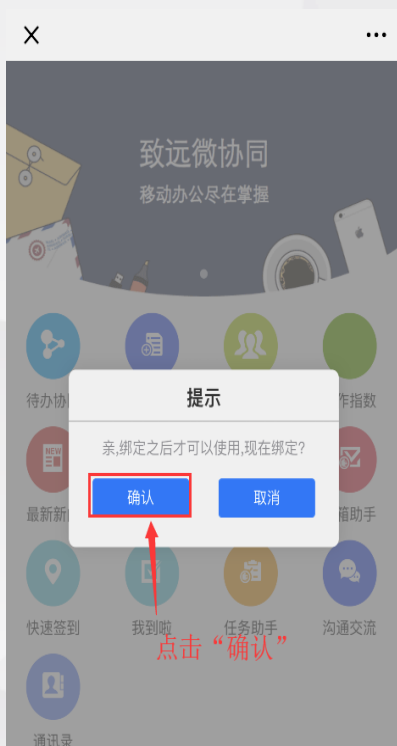 致远微协同
移动办公尽在掌握
待办协
作指数
提示
亲,绑定之后才可以使用,现在绑定?
NEW
确认
取消
最新新
箱助手
快速签到
我到啦
任务助手
沟通交流
点击“确认”
通讯录